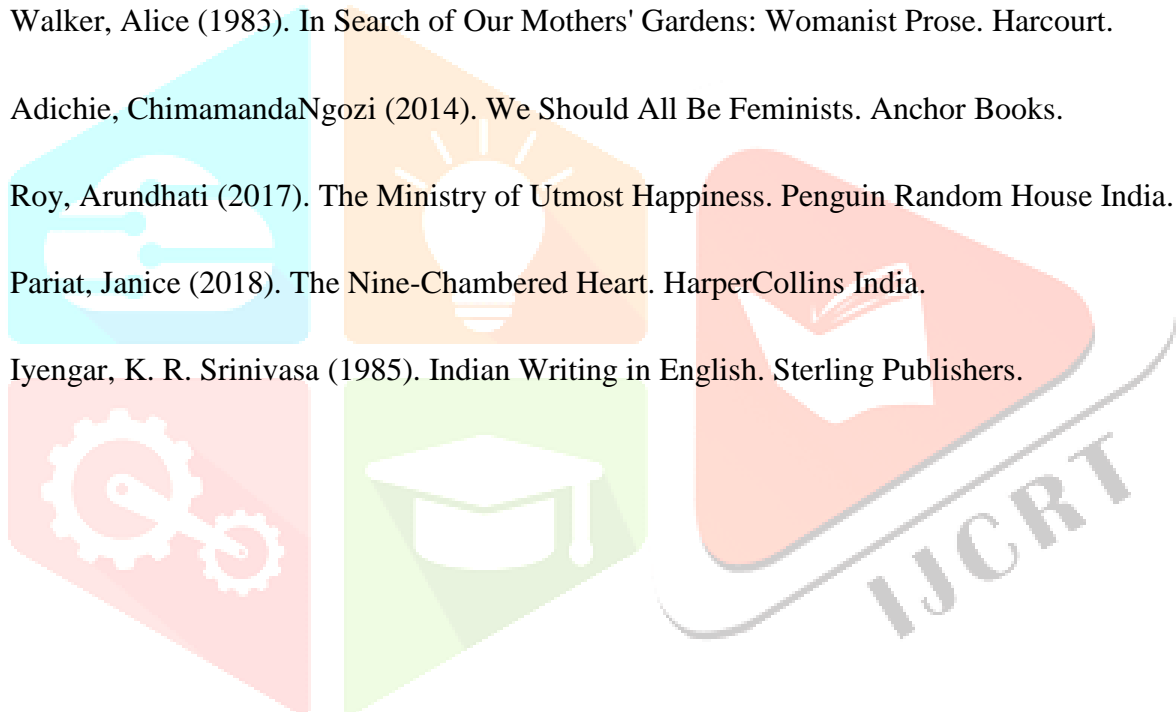 Walker, Alice (1983). In Search of Our Mothers' Gardens: Womanist Prose. Harcourt.
Adichie, ChimamandaNgozi (2014). We Should All Be Feminists. Anchor Books.
Roy, Arundhati (2017). The Ministry of Utmost Happiness. Penguin Random House India.
Pariat, Janice (2018). The Nine-Chambered Heart. HarperCollins India.
Iyengar, K. R. Srinivasa (1985). Indian Writing in English. Sterling Publishers.
IJCRT